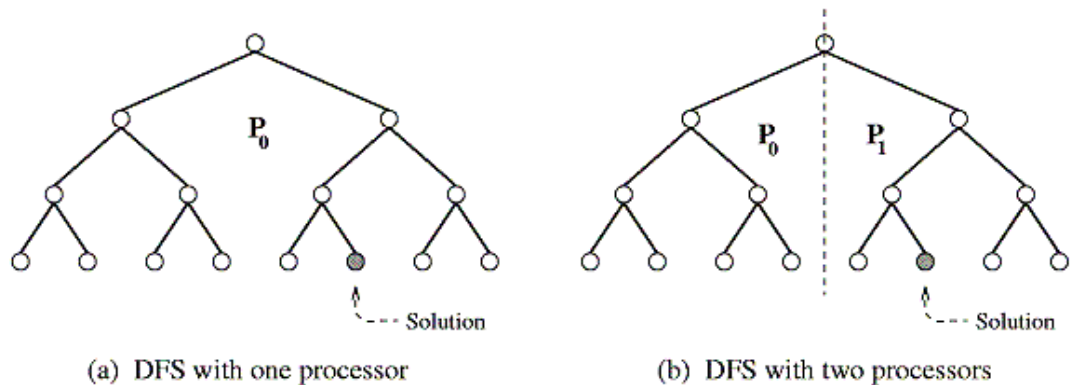 P0
Solution
(a) DFS with one processor
P0
P1
Solution
(b) DFS with two processors